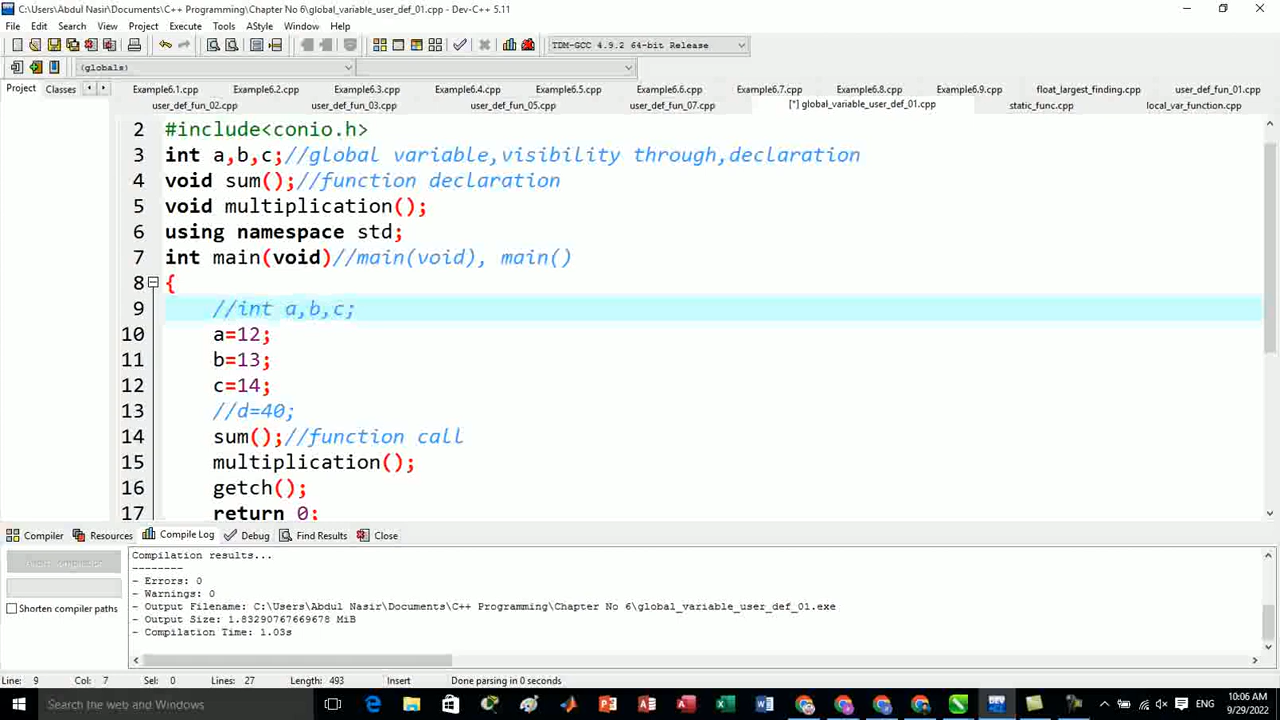 C:\Users\Abdul Nasir\Documents\C++ Programming\Chapter No 6\global_variable_user_def_01.cpp - Dev-C++ 5.11
File Edit Search View Project Execute Tools AStyle Window Help
TDM-GCC 4.9.2 64-bit Release
(globals)
Project Classes
Example6.1.cpp Example6.2.cpp Example6.3.cpp Example6.4.cpp Example6.5.cpp Example6.6.cpp Example6.7.cpp Example6.8.cpp Example6.9.cpp float_largest_finding.cpp user_def_fun_01.cpp
user_def_fun_02.cpp user_def_fun_03.cpp user_def_fun_05.cpp user_def_fun_07.cpp [*] global_variable_user_def_01.cpp static_func.cpp local_var_function.cpp
2 #include<conio.h>
3 int a,b,c;//global variable,visibility through,declaration
4 void sum();//function declaration
5 void multiplication();
6 using namespace std;
7 int main(void)//main(void), main()
8 {
9 //int a,b,c;
10 a=12;
11 b=13;
12 c=14;
13 //d=40;
14 sum();//function call
15 multiplication();
16 getch();
17 return 0;
Compiler Resources Compile Log Debug Find Results Close
Compilation results...
--------
- Errors: 0
- Warnings: 0
- Output Filename: C:\Users\Abdul Nasir\Documents\C++ Programming\Chapter No 6\global_variable_user_def_01.exe
- Output Size: 1.83290767669678 MiB
- Compilation Time: 1.03s
Shorten compiler paths
Line: 9 Col: 7 Sel: 0 Lines: 27 Length: 493 Insert Done parsing in 0 seconds
Search the web and Windows
DEV
ENG
10:06 AM
9/29/2022